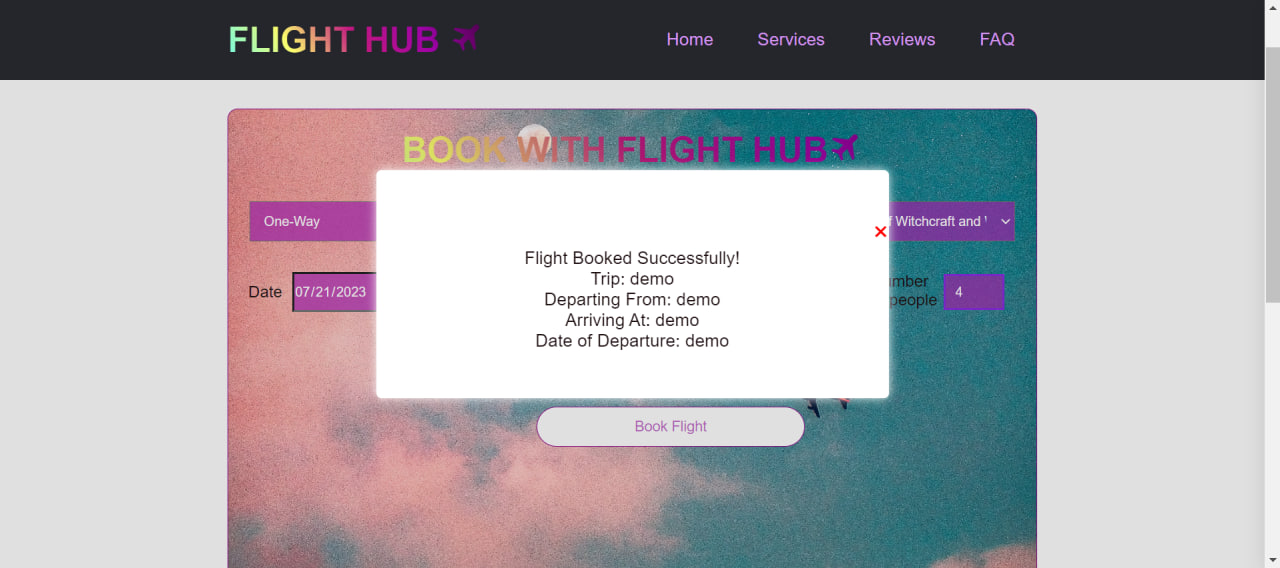 FLIGHT HUB
Home Services Reviews FAQ
BOOK WITH FLIGHT HUB
One-Way
Witchcraft and
Flight Booked Successfully!
Trip: demo
Departing From: demo
Arriving At: demo
Date of Departure: demo
Date 07/21/2023
people 4
Book Flight